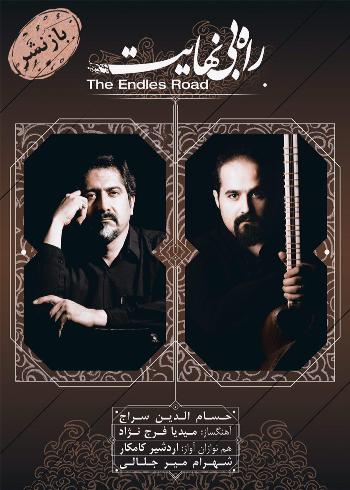 بازنشر
راه بی نهایت
The Endles Road
حسام الدین سراج
آهنگساز: میدیا فرج نژاد
هم نوازان آواز: اردشیر کامکار
شهرام میر جلالی